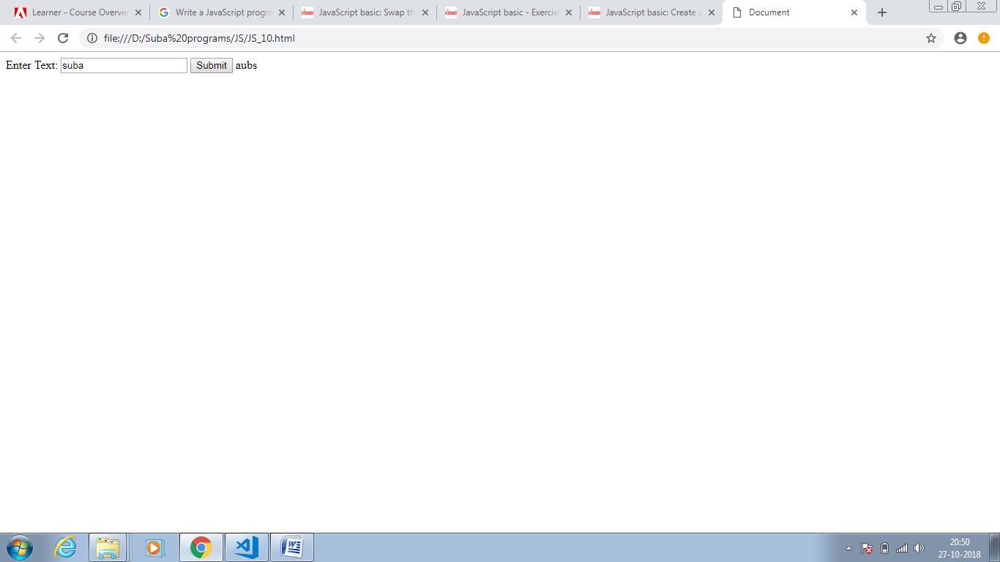 Learner - Course Overvie
Write a JavaScript progra
JavaScript basic: Swap th
JavaScript basic - Exercis
JavaScript basic: Create a
Document
file:///D:/Suba%20programs/JS/JS_10.html
Enter Text: suba Submit aubs
20:50
27-10-2018